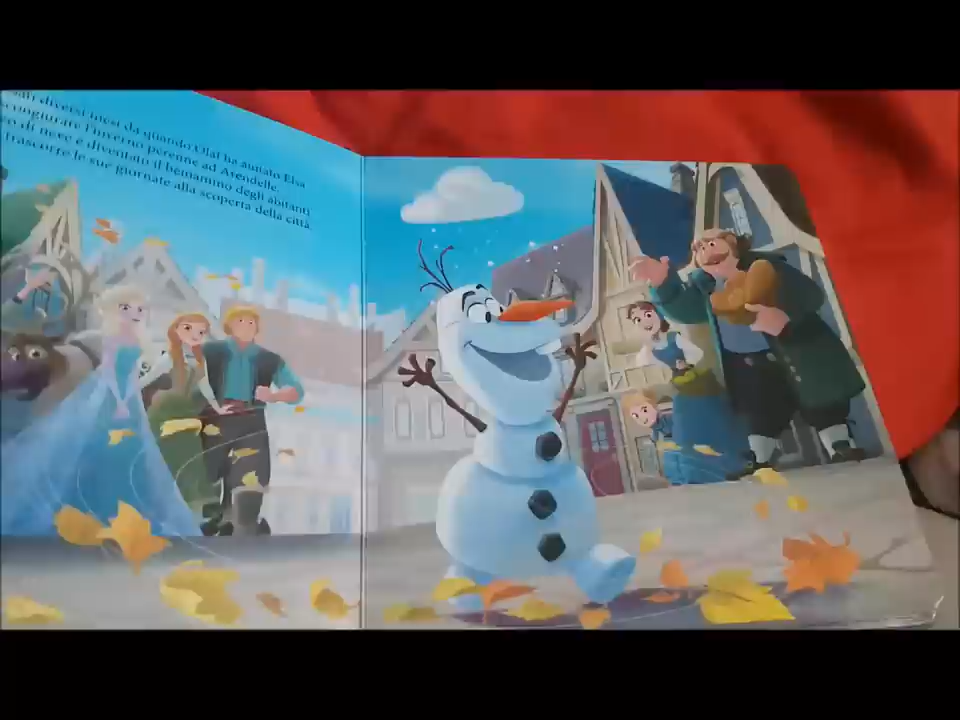 diversi mesi da quando Olaf ha aiutato Elsa
scongiurare l'inverno perenne ad Arendelle.
di neve è diventato il beniamino degli abitanti
trascorre le sue giornate alla scoperta della città.